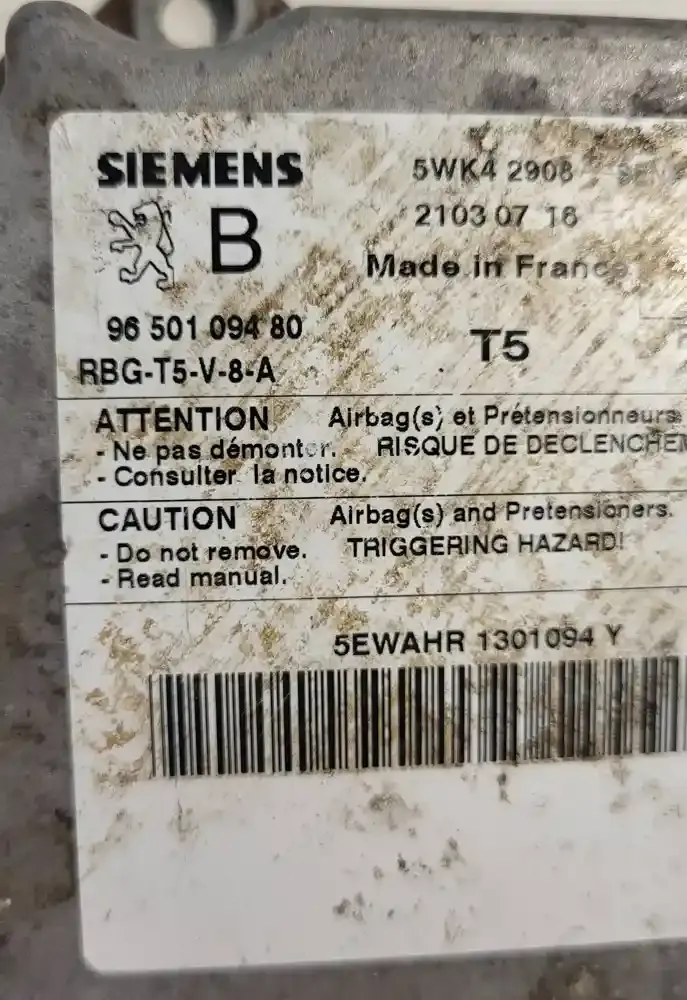 SIEMENS
5WK4 2908
B
2103 07 16
Made in France
96 501 094 80
T5
RBG-T5-V-8-A
ATTENTION Airbag(s) et Prétensionneurs
- Ne pas démonter. RISQUE DE DECLENCHEM
- Consulter la notice.
CAUTION Airbag(s) and Pretensioners.
- Do not remove. TRIGGERING HAZARD!
- Read manual.
5EWAHR 1301094 Y